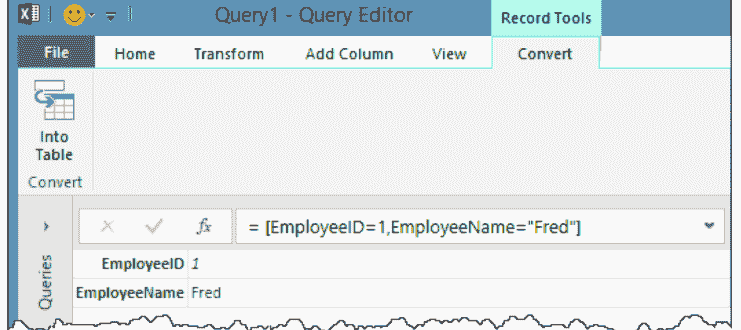 Query1 - Query Editor
Record Tools
File Home Transform Add Column View Convert
Into
Table
Convert
fx = [EmployeeID=1,EmployeeName="Fred"]
Queries
EmployeeID 1
EmployeeName Fred